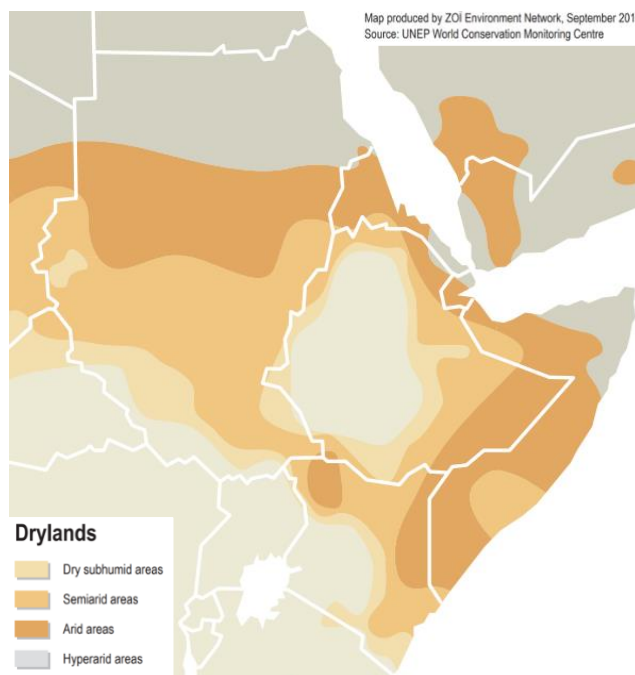 Map produced by ZOÏ Environment Network, September 201
Source: UNEP World Conservation Monitoring Centre
Drylands
Dry subhumid areas
Semiarid areas
Arid areas
Hyperarid areas